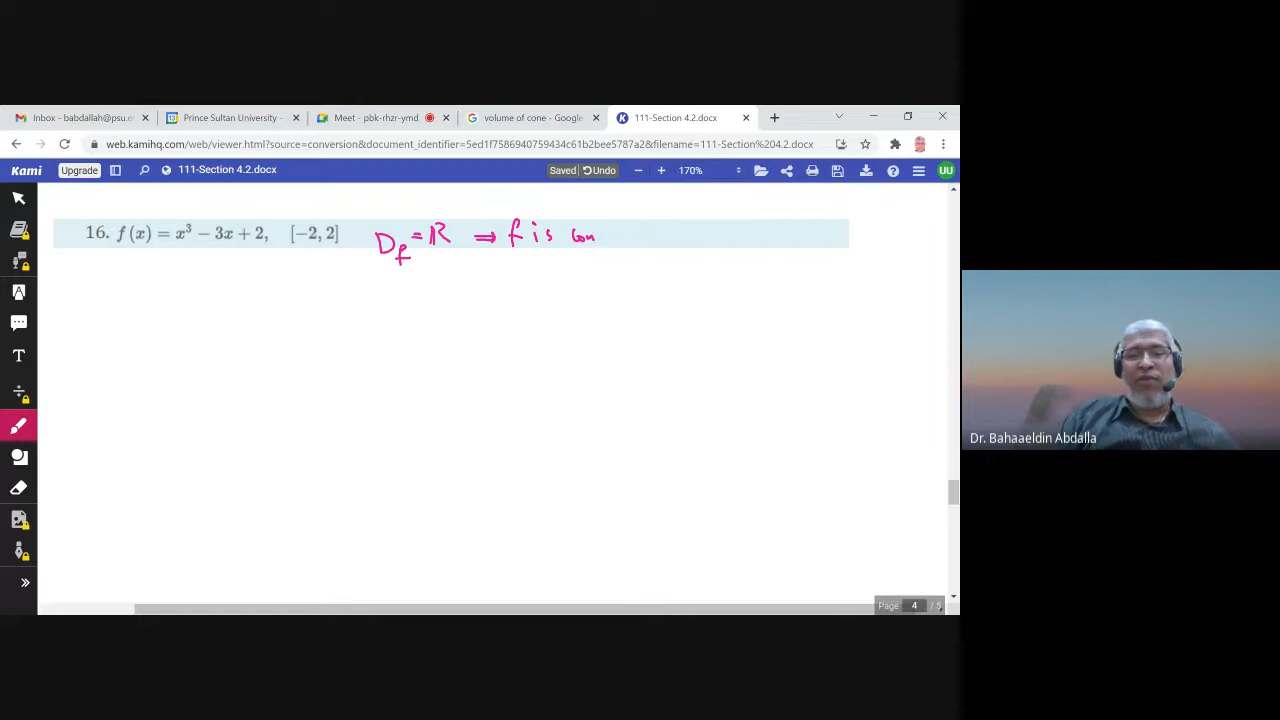 Inbox - babdallah@psu.e
Prince Sultan University -
Meet - pbk-rhzr-ymd
volume of cone - Google
111-Section 4.2.docx
web.kamihq.com/web/viewer.html?source=conversion&document_identifier=5ed1f7586940759434c61b2bee5787a2&filename=111-Section%204.2.docx
Kami Upgrade 111-Section 4.2.docx Saved Undo 170% UU
16. f(x) = x³ − 3x + 2, [−2, 2] D_f = ℝ ⇒ f is con
Dr. Bahaaeldin Abdalla
Page 4 / 5